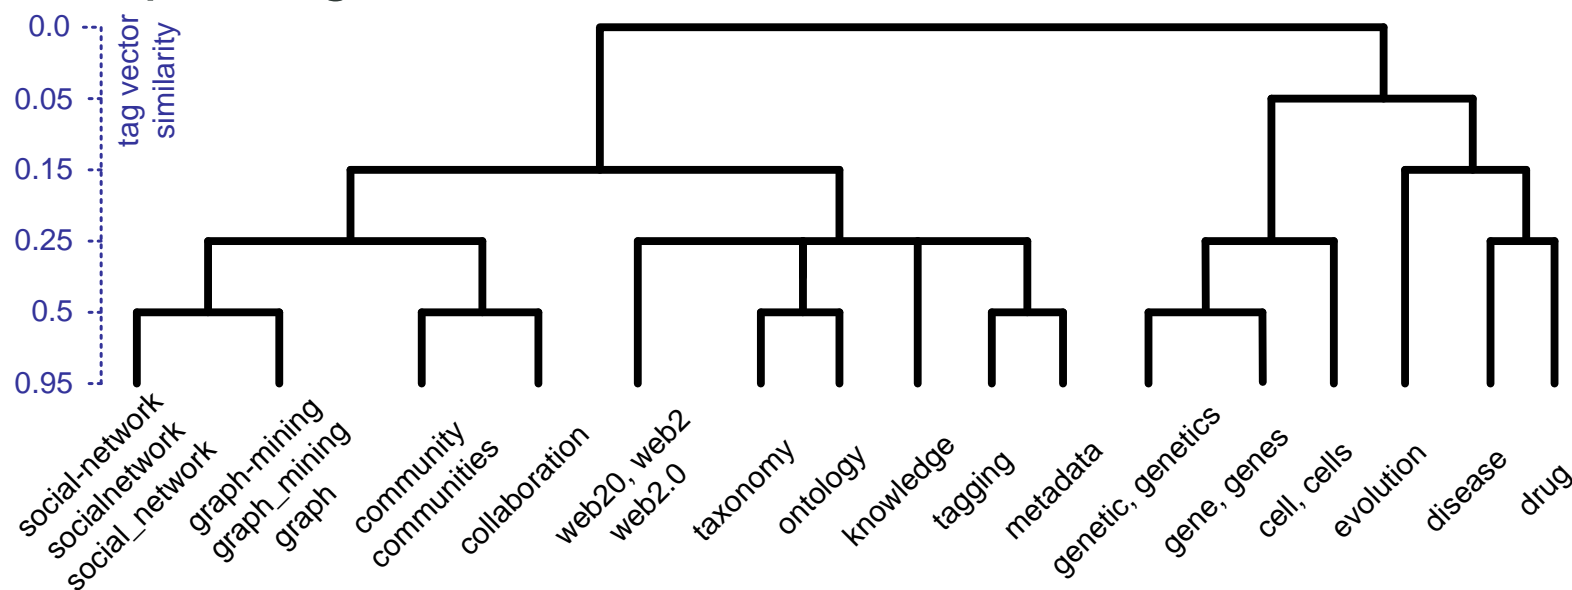 0.0
0.05
0.15
0.25
0.5
0.95
tag vector
similarity
social-network
socialnetwork
social_network
graph-mining
graph_mining
graph
community
communities
collaboration
web20, web2
web2.0
taxonomy
ontology
knowledge
tagging
metadata
genetic, genetics
gene, genes
cell, cells
evolution
disease
drug